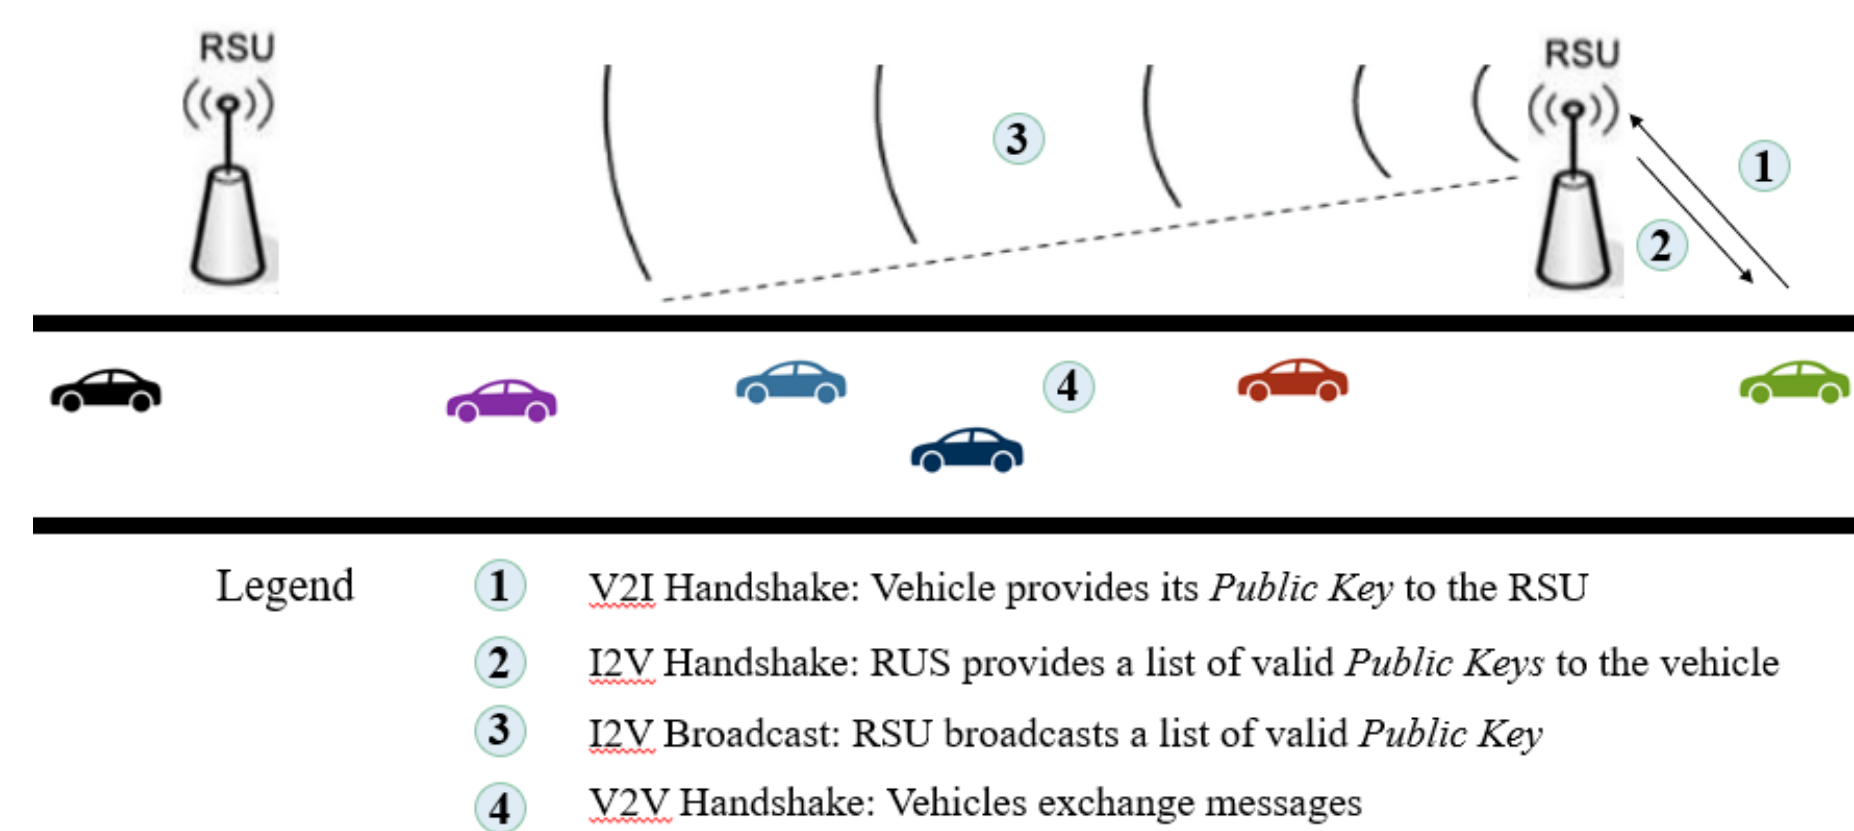 RSU
RSU
3
1
2
4
Legend
1 V2I Handshake: Vehicle provides its Public Key to the RSU
2 I2V Handshake: RUS provides a list of valid Public Keys to the vehicle
3 I2V Broadcast: RSU broadcasts a list of valid Public Key
4 V2V Handshake: Vehicles exchange messages